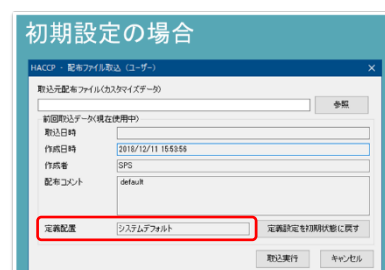 初期設定の場合
HACCP - 配布ファイル取込（ユーザー）
取込元配布ファイル(カスタマイズデータ)
参照
前回取込データ(現在使用中)
取込日時
作成日時 2018/12/11 15:53:56
作成者 SPS
配布コメント default
定義配置 システムデフォルト 定義設定を初期状態に戻す
取込実行 キャンセル